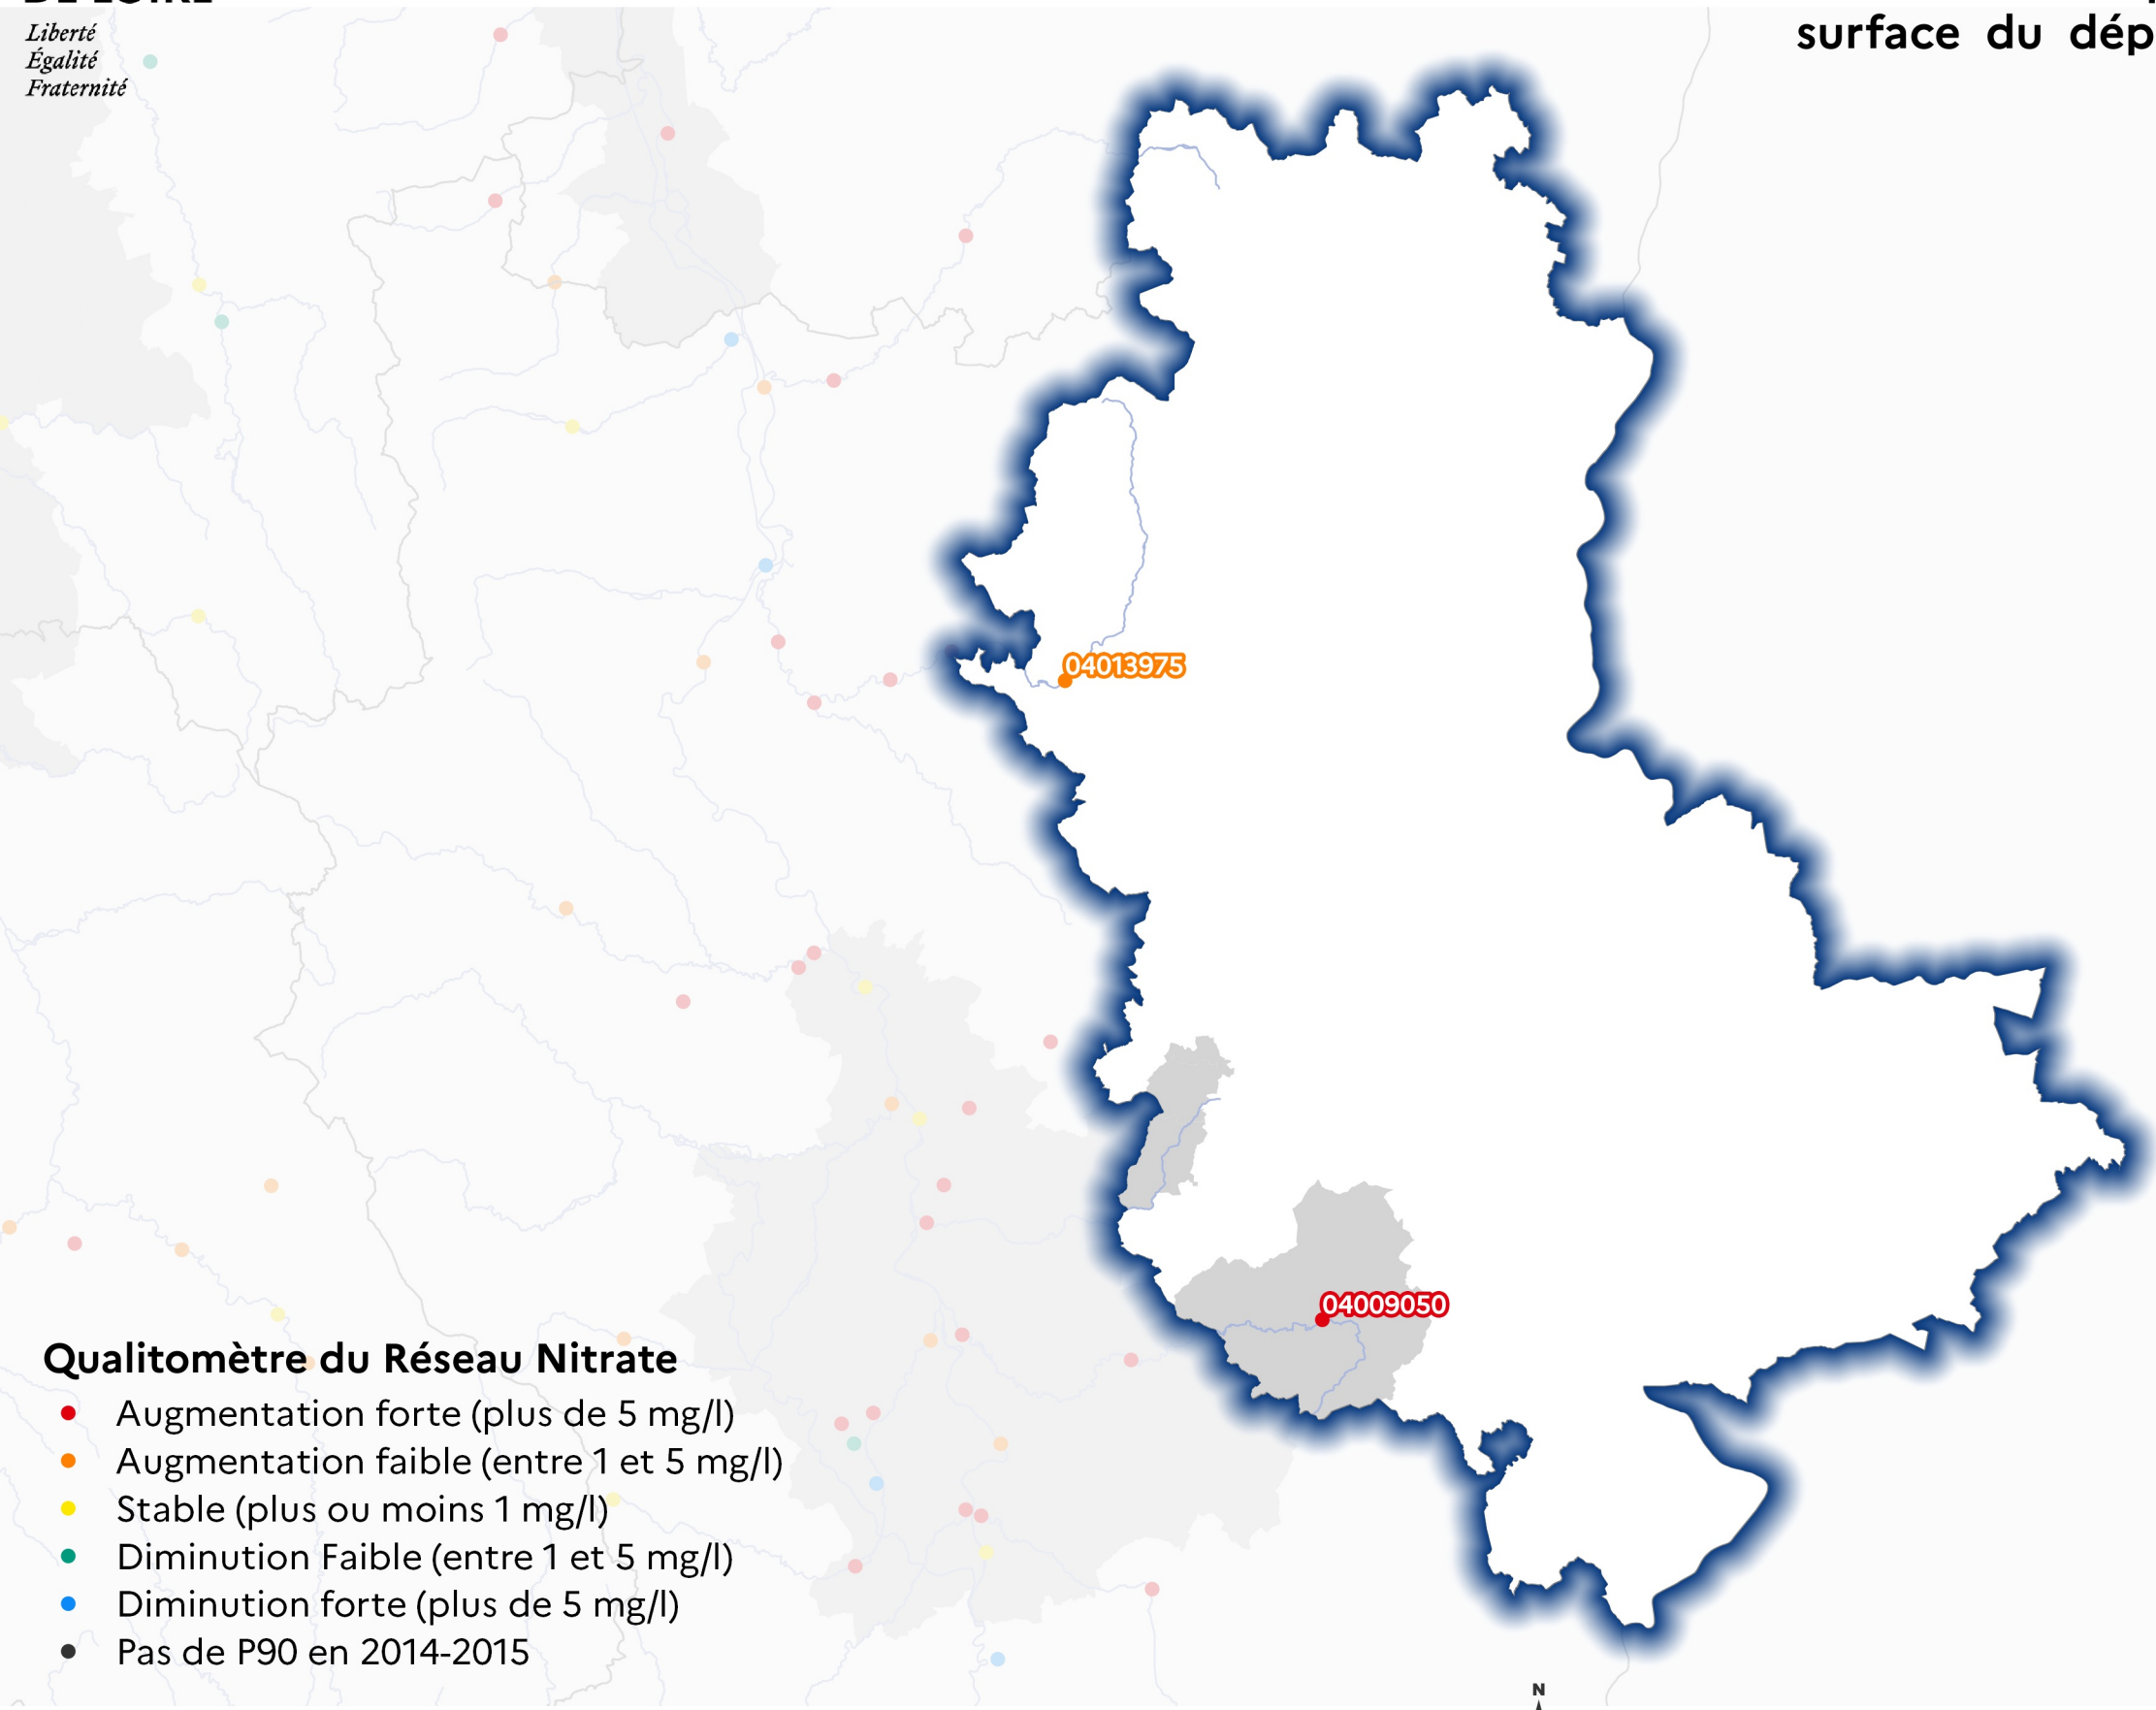 Liberté
Égalité
Fraternité
surface du dép
04013975
04009050
Qualitomètre du Réseau Nitrate
Augmentation forte (plus de 5 mg/l)
Augmentation faible (entre 1 et 5 mg/l)
Stable (plus ou moins 1 mg/l)
Diminution Faible (entre 1 et 5 mg/l)
Diminution forte (plus de 5 mg/l)
Pas de P90 en 2014-2015
N